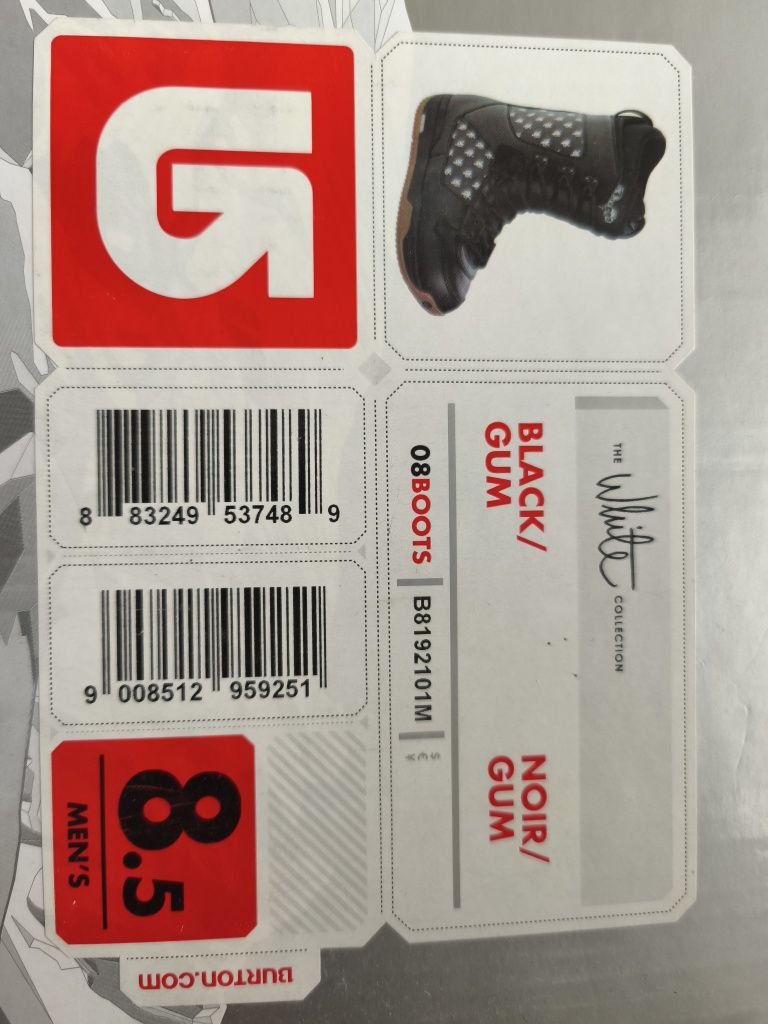 THE White COLLECTION
BLACK/
GUM
NOIR/
GUM
08BOOTS B8192101M
8 83249 53748 9
9 008512 959251
8.5
MEN'S
BURTON.COM